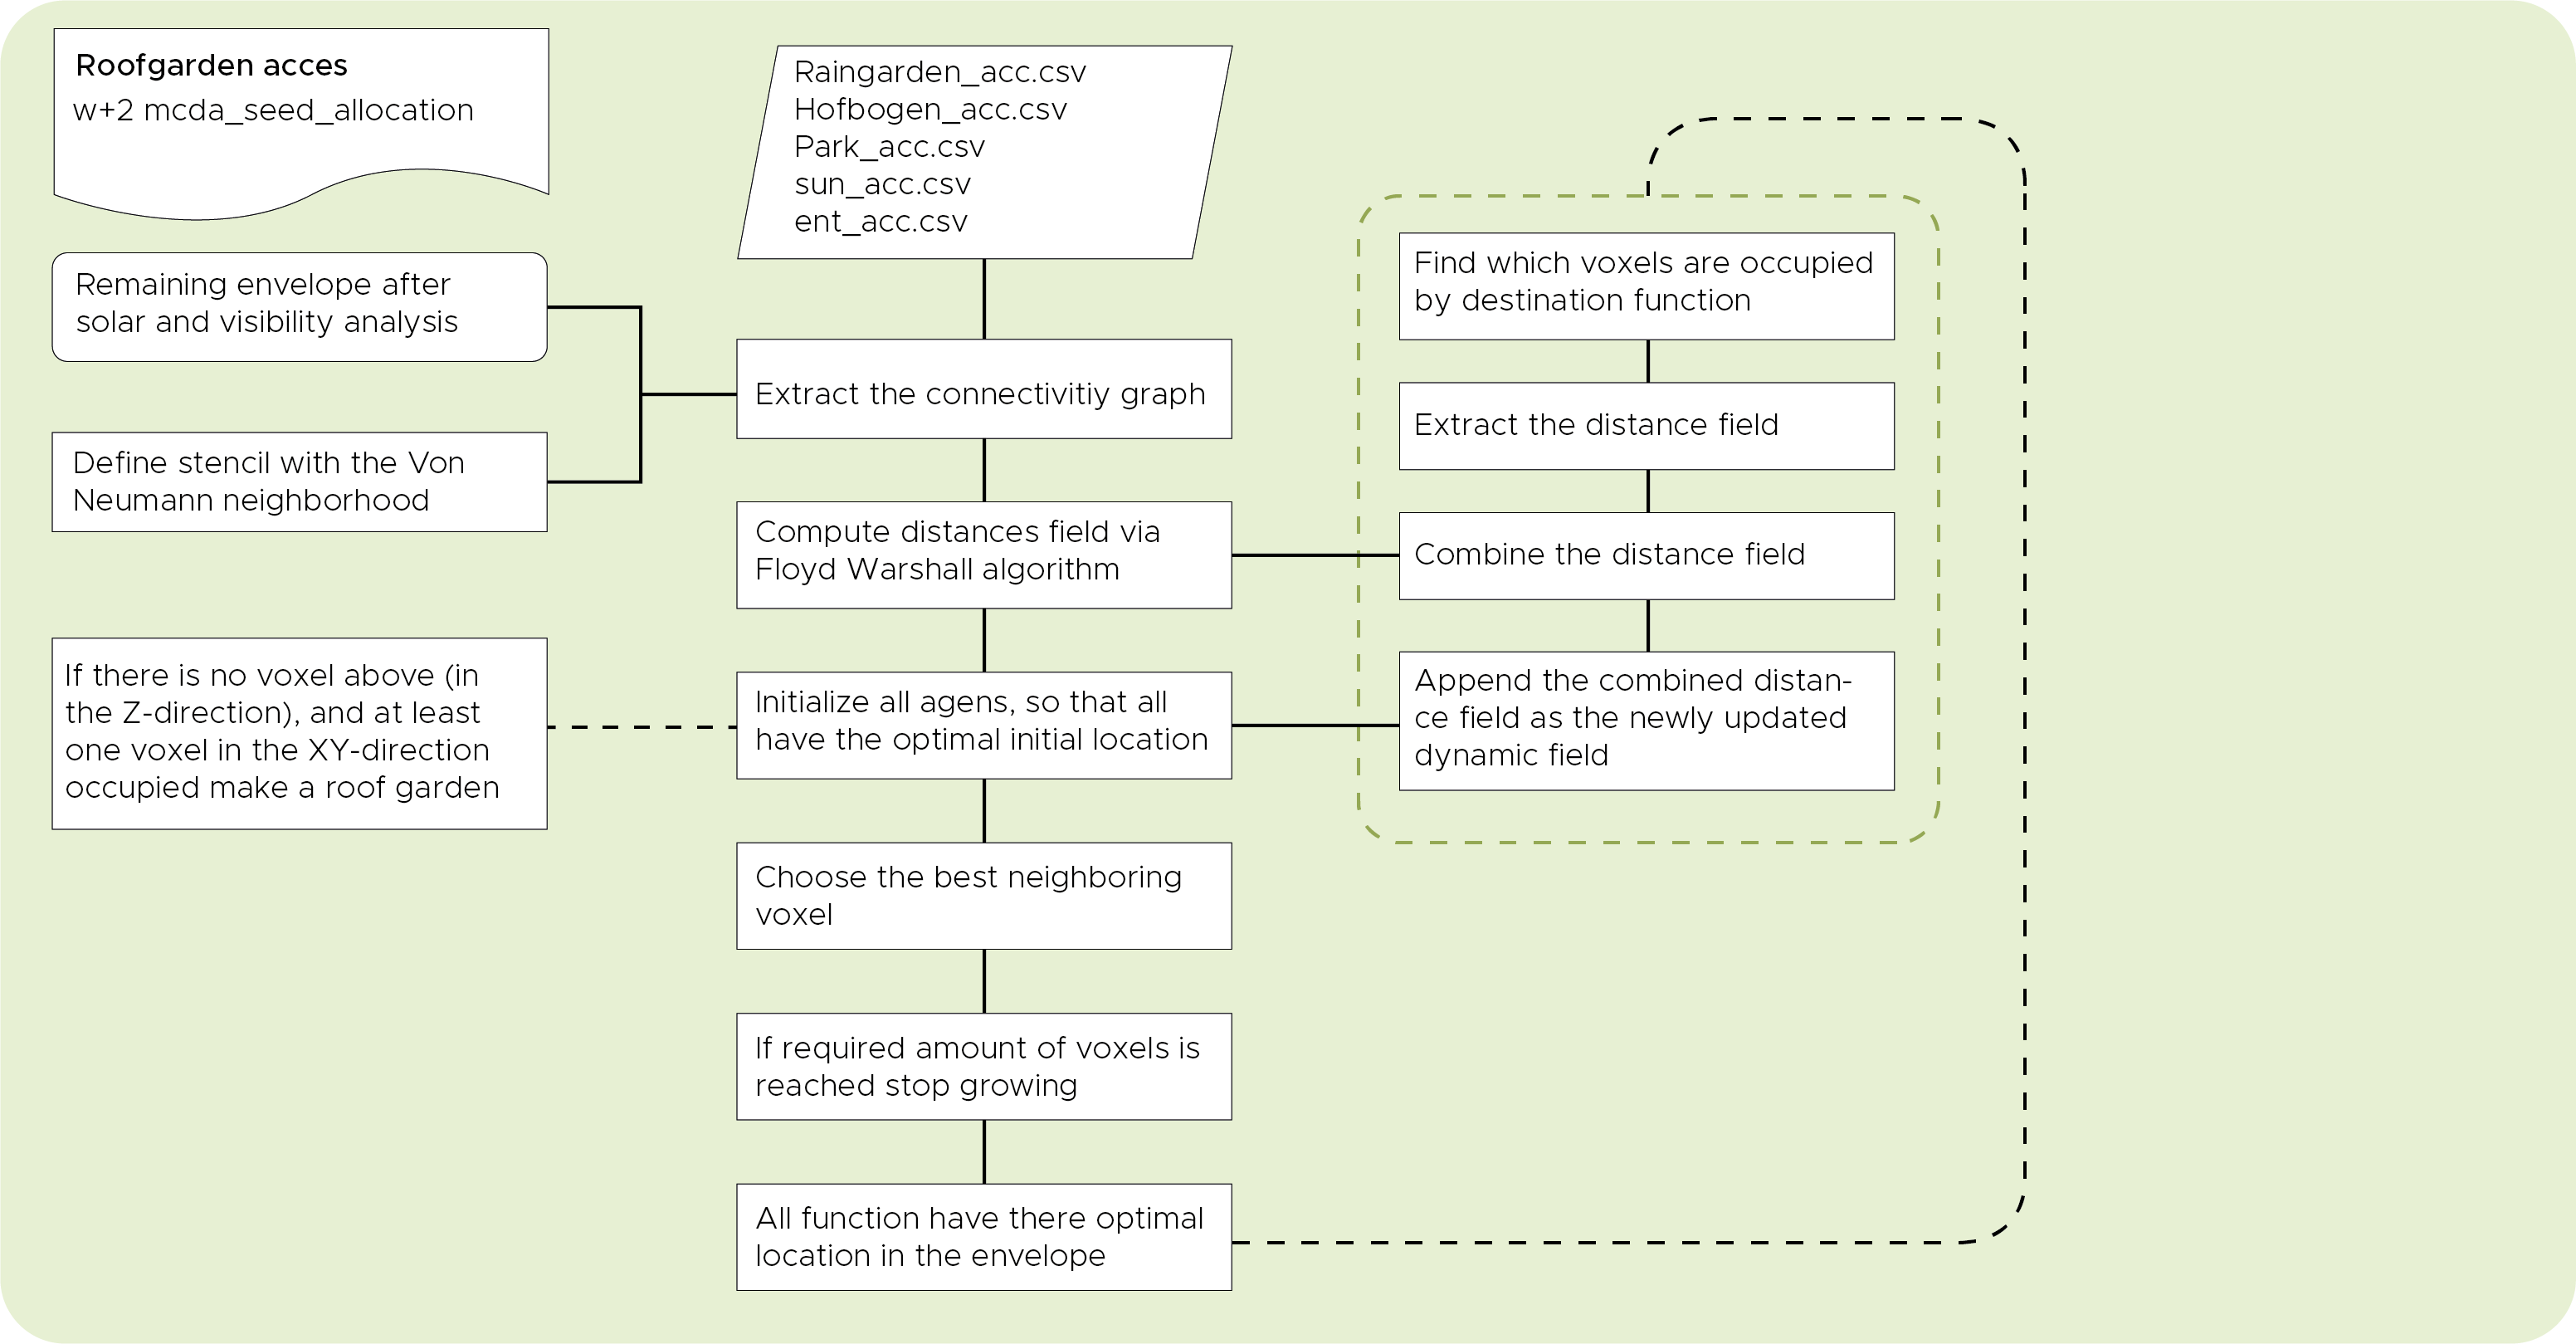 Roofgarden acces
w+2 mcda_seed_allocation
Remaining envelope after
solar and visibility analysis
Define stencil with the Von
Neumann neighborhood
If there is no voxel above (in
the Z-direction), and at least
one voxel in the XY-direction
occupied make a roof garden
Raingarden_acc.csv
Hofbogen_acc.csv
Park_acc.csv
sun_acc.csv
ent_acc.csv
Extract the connectivitiy graph
Compute distances field via
Floyd Warshall algorithm
Initialize all agens, so that all
have the optimal initial location
Choose the best neighboring
voxel
If required amount of voxels is
reached stop growing
All function have there optimal
location in the envelope
Find which voxels are occupied
by destination function
Extract the distance field
Combine the distance field
Append the combined distan-
ce field as the newly updated
dynamic field